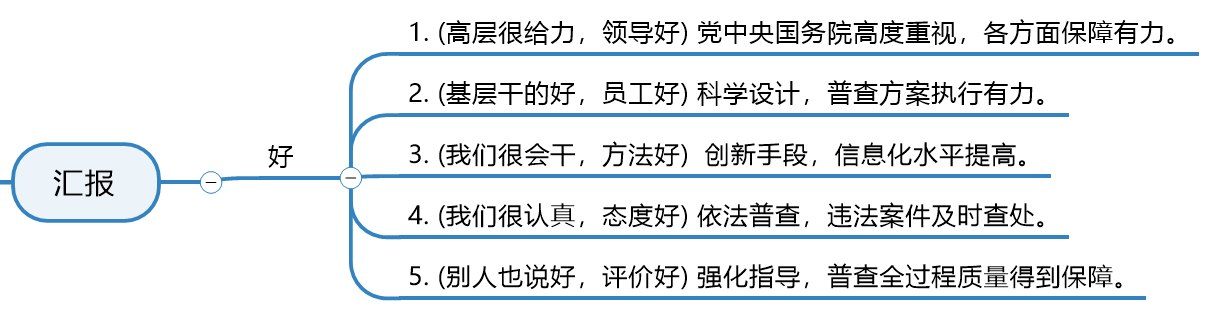 汇报
好
1. (高层很给力，领导好) 党中央国务院高度重视，各方面保障有力。
2. (基层干的好，员工好) 科学设计，普查方案执行有力。
3. (我们很会干，方法好) 创新手段，信息化水平提高。
4. (我们很认真，态度好) 依法普查，违法案件及时查处。
5. (别人也说好，评价好) 强化指导，普查全过程质量得到保障。